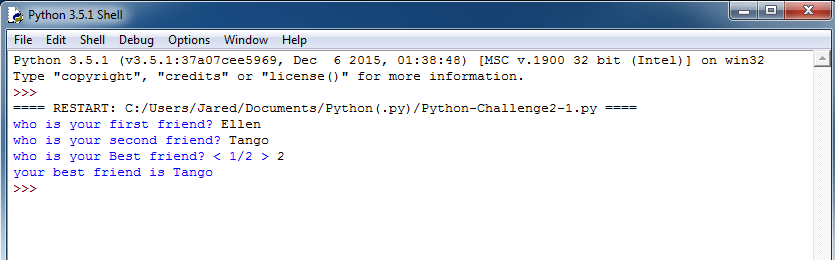 Python 3.5.1 Shell
File Edit Shell Debug Options Window Help
Python 3.5.1 (v3.5.1:37a07cee5969, Dec  6 2015, 01:38:48) [MSC v.1900 32 bit (Intel)] on win32
Type "copyright", "credits" or "license()" for more information.
>>>
==== RESTART: C:/Users/Jared/Documents/Python(.py)/Python-Challenge2-1.py ====
who is your first friend? Ellen
who is your second friend? Tango
who is your Best friend? < 1/2 > 2
your best friend is Tango
>>>